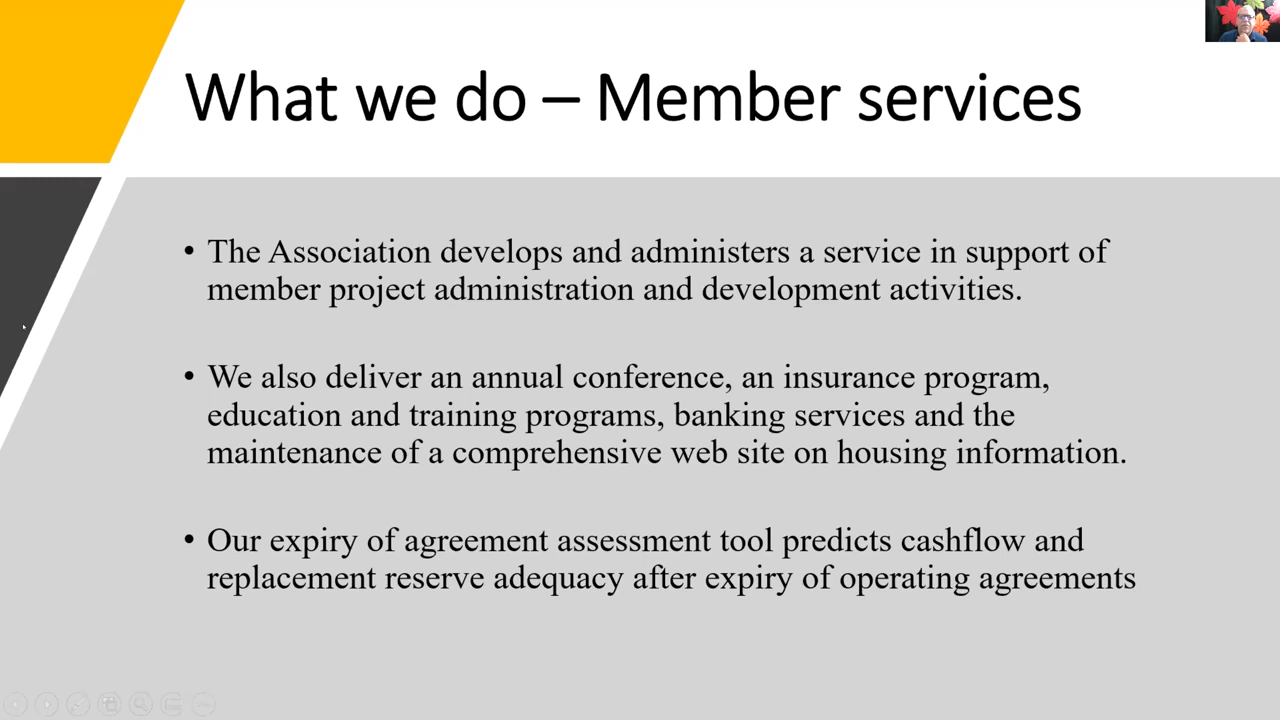 What we do – Member services
• The Association develops and administers a service in support of
member project administration and development activities.
• We also deliver an annual conference, an insurance program,
education and training programs, banking services and the
maintenance of a comprehensive web site on housing information.
• Our expiry of agreement assessment tool predicts cashflow and
replacement reserve adequacy after expiry of operating agreements